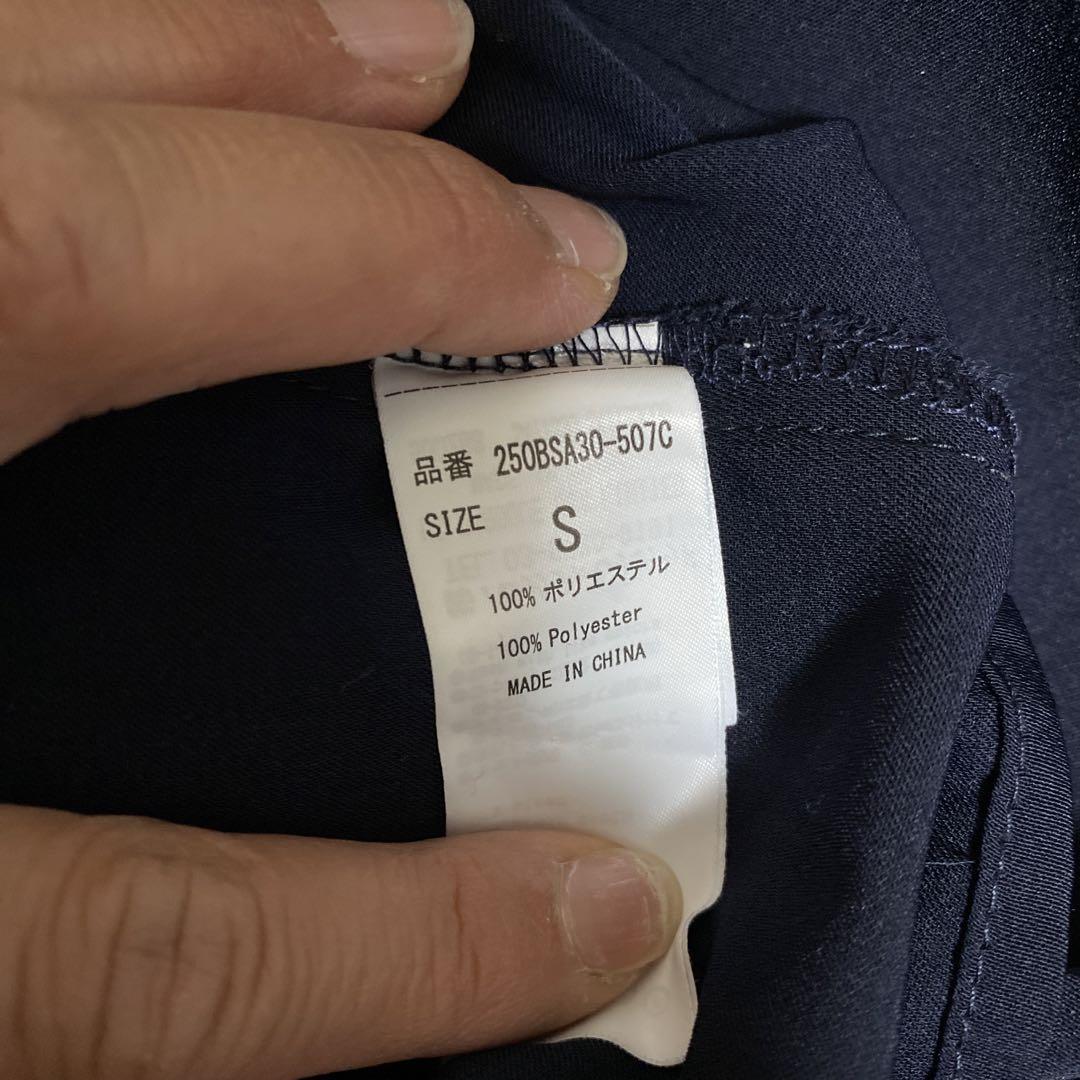 品番 250BSA30-507C
SIZE S
100% ポリエステル
100% Polyester
MADE IN CHINA